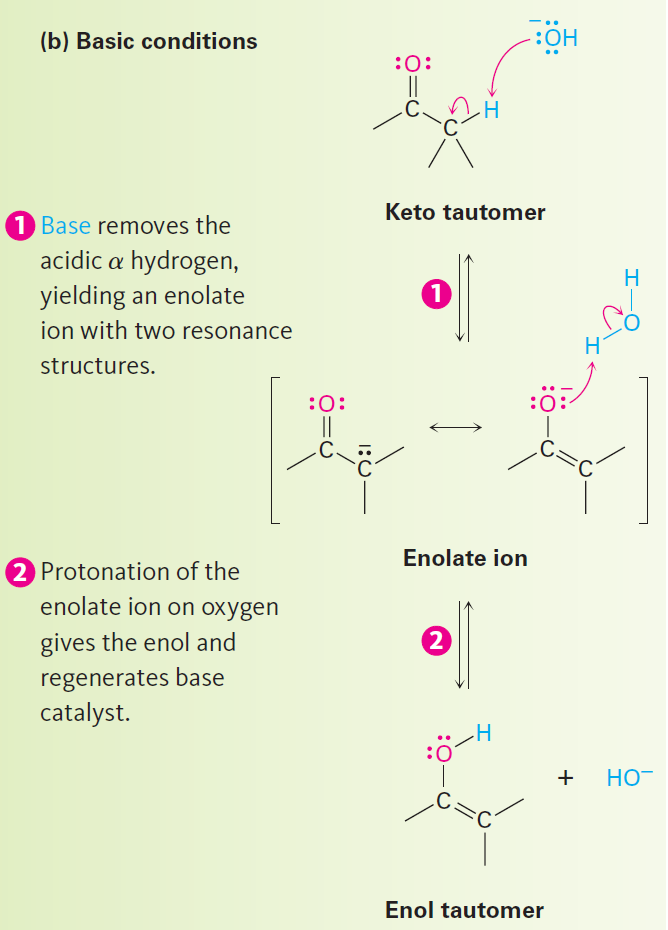 (b) Basic conditions
:OH
–
:O:
C
C
H
Keto tautomer
1 Base removes the
acidic α hydrogen,
yielding an enolate
ion with two resonance
structures.
1
H
O
H
:O:
C
C
–
:O:
–
C
C
Enolate ion
2 Protonation of the
enolate ion on oxygen
gives the enol and
regenerates base
catalyst.
2
:O
H
C
C
+ HO–
Enol tautomer